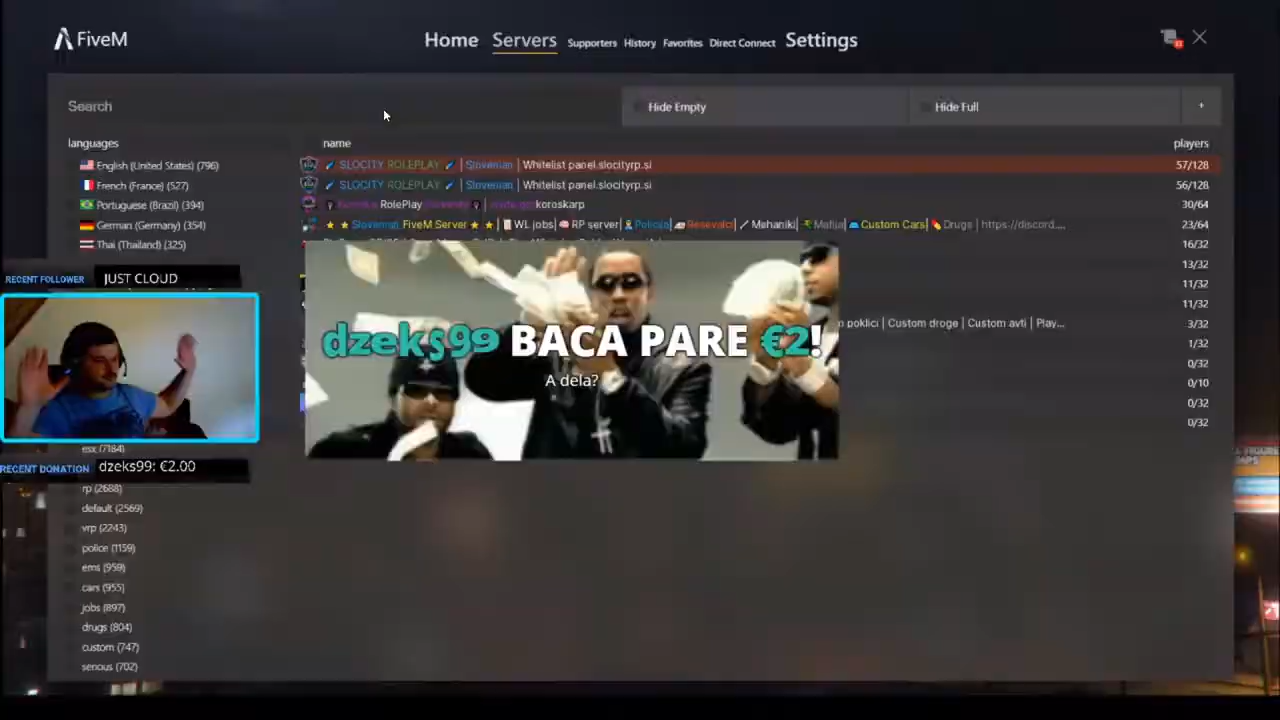 FiveM
Home Servers Supporters History Favorites Direct Connect Settings
Search
Hide Empty
Hide Full
+
languages
name
players
English (United States) (796)
French (France) (527)
Portuguese (Brazil) (394)
German (Germany) (354)
Thai (Thailand) (325)
SLOCITY ROLEPLAY | Slovenian | Whitelist panel.slocityrp.si
57/128
SLOCITY ROLEPLAY | Slovenian | Whitelist panel.slocityrp.si
56/128
RolePlay koroskarp
30/64
Slovenian FiveM Server | WL jobs | RP server | Policija | Resevalci | Mehaniki | Mafija | Custom Cars | Drugs | https://discord....
23/64
16/32
13/32
11/32
11/32
poklici | Custom droge | Custom avti | Play...
3/32
1/32
0/32
0/10
0/32
RECENT FOLLOWER JUST CLOUD
dzeks99 BACA PARE €2!
A dela?
esx (7184)
RECENT DONATION dzeks99: €2.00
rp (2688)
default (2569)
vrp (2243)
police (1159)
ems (959)
cars (955)
jobs (897)
drugs (804)
custom (747)
serious (702)